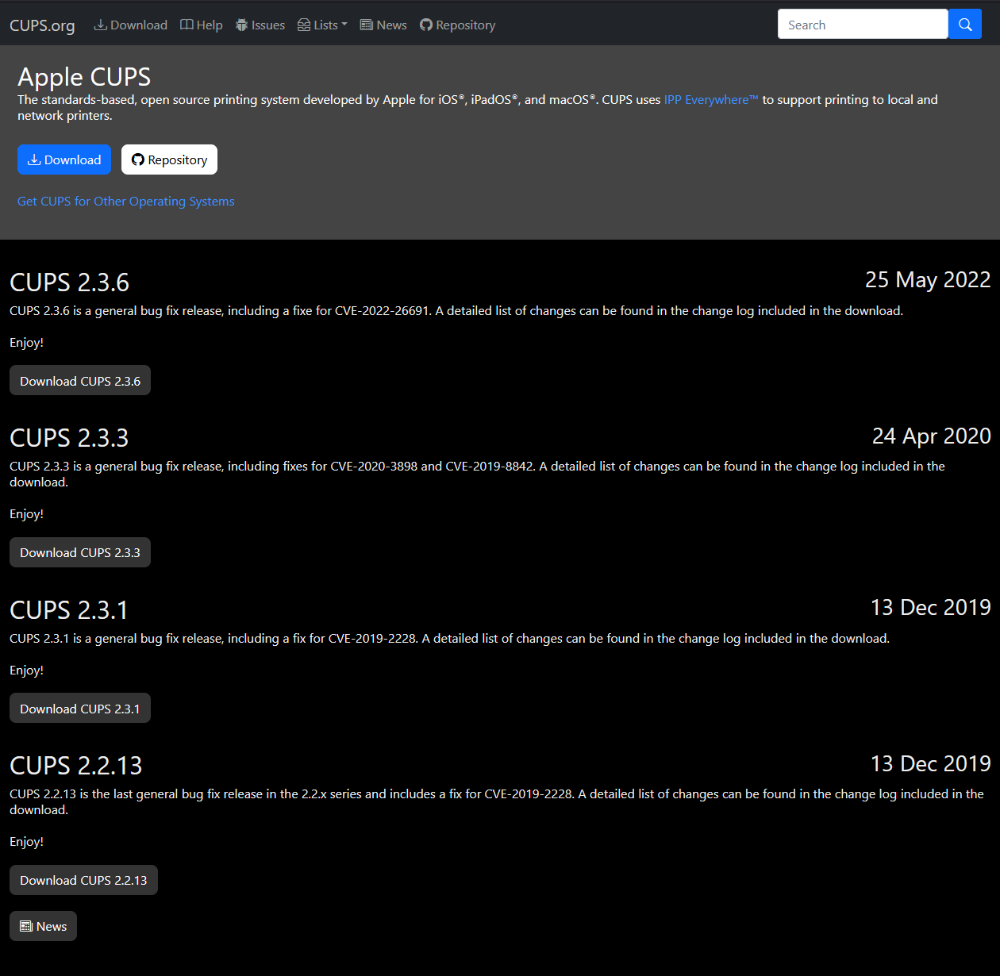 CUPS.org Download Help Issues Lists News Repository Search
Apple CUPS
The standards-based, open source printing system developed by Apple for iOS®, iPadOS®, and macOS®. CUPS uses IPP Everywhere™ to support printing to local and
network printers.
Download Repository
Get CUPS for Other Operating Systems
CUPS 2.3.6 25 May 2022
CUPS 2.3.6 is a general bug fix release, including a fixe for CVE-2022-26691. A detailed list of changes can be found in the change log included in the download.
Enjoy!
Download CUPS 2.3.6
CUPS 2.3.3 24 Apr 2020
CUPS 2.3.3 is a general bug fix release, including fixes for CVE-2020-3898 and CVE-2019-8842. A detailed list of changes can be found in the change log included in the
download.
Enjoy!
Download CUPS 2.3.3
CUPS 2.3.1 13 Dec 2019
CUPS 2.3.1 is a general bug fix release, including a fix for CVE-2019-2228. A detailed list of changes can be found in the change log included in the download.
Enjoy!
Download CUPS 2.3.1
CUPS 2.2.13 13 Dec 2019
CUPS 2.2.13 is the last general bug fix release in the 2.2.x series and includes a fix for CVE-2019-2228. A detailed list of changes can be found in the change log included in the
download.
Enjoy!
Download CUPS 2.2.13
News